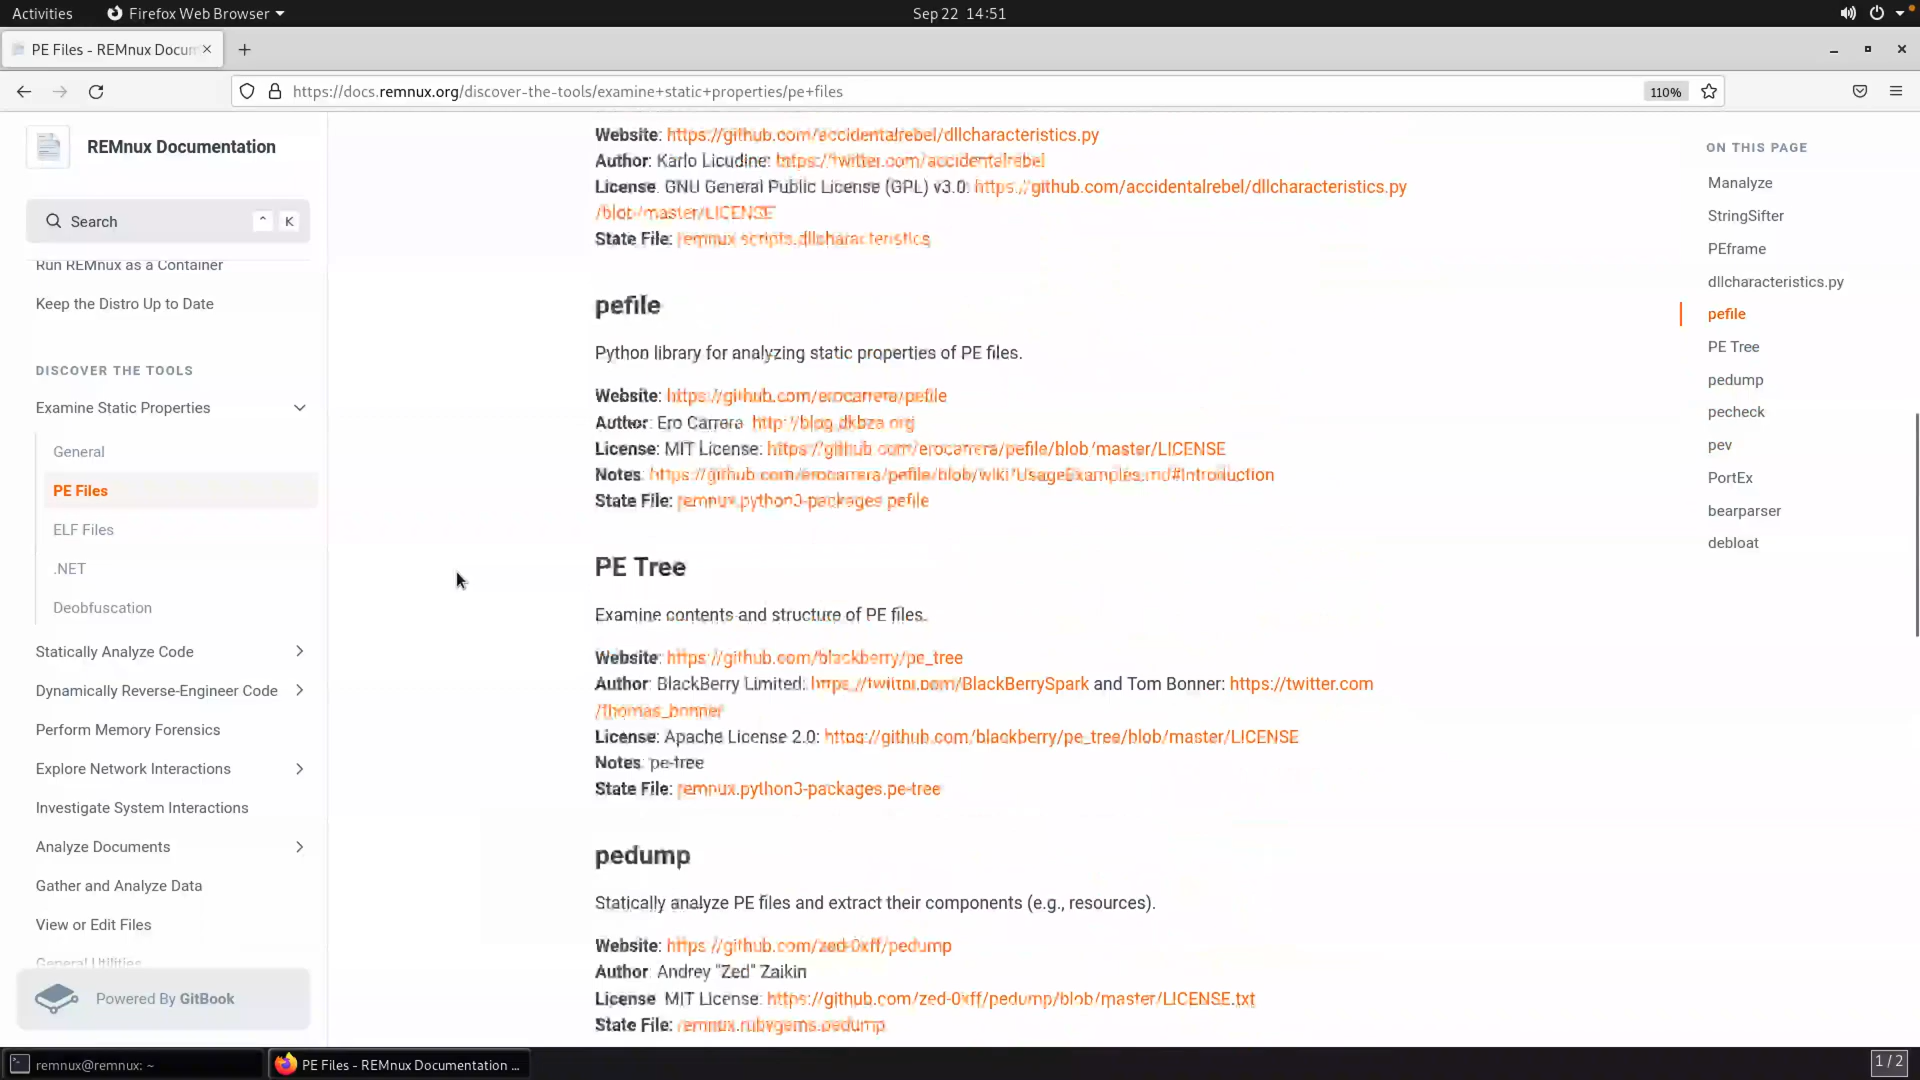 Activities
Firefox Web Browser
Sep 22 14:51
PE Files - REMnux Docum
https://docs.remnux.org/discover-the-tools/examine+static+properties/pe+files
110%
REMnux Documentation
Search
^ K
Run REMnux as a Container
Keep the Distro Up to Date
DISCOVER THE TOOLS
Examine Static Properties
General
PE Files
ELF Files
.NET
Deobfuscation
Statically Analyze Code
Dynamically Reverse-Engineer Code
Perform Memory Forensics
Explore Network Interactions
Investigate System Interactions
Analyze Documents
Gather and Analyze Data
View or Edit Files
General Utilities
Powered By GitBook
Website: https://github.com/accidentalrebel/dllcharacteristics.py
Author: Karlo Licudine: https://twitter.com/accidentalrebel
License: GNU General Public License (GPL) v3.0: https://github.com/accidentalrebel/dllcharacteristics.py
/blob/master/LICENSE
State File: remnux.scripts.dllcharacteristics
pefile
Python library for analyzing static properties of PE files.
Website: https://github.com/erocarrera/pefile
Author: Ero Carrera: http://blog.dkbza.org
License: MIT License: https://github.com/erocarrera/pefile/blob/master/LICENSE
Notes: https://github.com/erocarrera/pefile/blob/wiki/UsageExamples.md#Introduction
State File: remnux.python3-packages.pefile
PE Tree
Examine contents and structure of PE files.
Website: https://github.com/blackberry/pe_tree
Author: BlackBerry Limited: https://twitter.com/BlackBerrySpark and Tom Bonner: https://twitter.com
/thomas_bonner
License: Apache License 2.0: https://github.com/blackberry/pe_tree/blob/master/LICENSE
Notes: pe-tree
State File: remnux.python3-packages.pe-tree
pedump
Statically analyze PE files and extract their components (e.g., resources).
Website: https://github.com/zed-0xff/pedump
Author: Andrey "Zed" Zaikin
License: MIT License: https://github.com/zed-0xff/pedump/blob/master/LICENSE.txt
State File: remnux.rubygems.pedump
ON THIS PAGE
Manalyze
StringSifter
PEframe
dllcharacteristics.py
pefile
PE Tree
pedump
pecheck
pev
PortEx
bearparser
debloat
remnux@remnux: ~
PE Files - REMnux Documentation ...
1 / 2